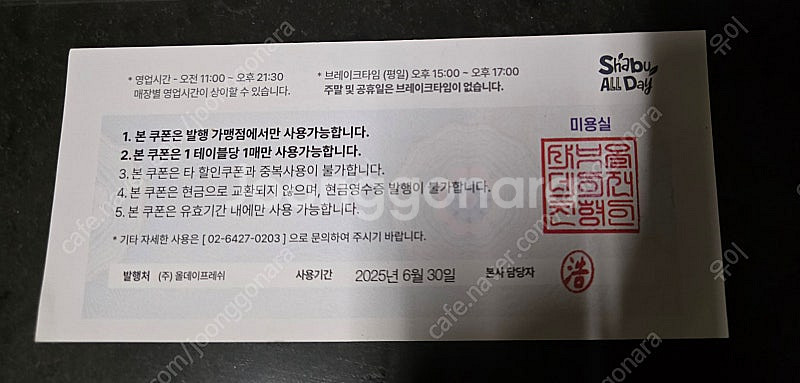 * 영업시간 - 오전 11:00 ~ 오후 21:30
매장별 영업시간이 상이할 수 있습니다.
* 브레이크타임 (평일) 오후 15:00 ~ 오후 17:00
주말 및 공휴일은 브레이크타임이 없습니다.
Shabu
ALL Day
1. 본 쿠폰은 발행 가맹점에서만 사용가능합니다.
2. 본 쿠폰은 1 테이블당 1매만 사용가능합니다.
3. 본 쿠폰은 타 할인쿠폰과 중복사용이 불가합니다.
4. 본 쿠폰은 현금으로 교환되지 않으며, 현금영수증 발행이 불가합니다.
5. 본 쿠폰은 유효기간 내에만 사용 가능합니다.
미용실
* 기타 자세한 사용은 [ 02-6427-0203 ] 으로 문의하여 주시기 바랍니다.
발행처 (주) 올데이프레쉬 사용기간 2025년 6월 30일 본사 담당자 浩
joonggonara
cafe.naver.com/joonggonara
유이